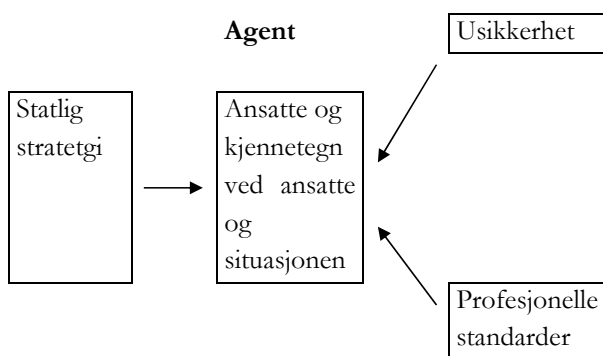 Agent
Usikkerhet
Statlig
stratetgi
Ansatte og
kjennetegn
ved ansatte
og
situasjonen
Profesjonelle
standarder